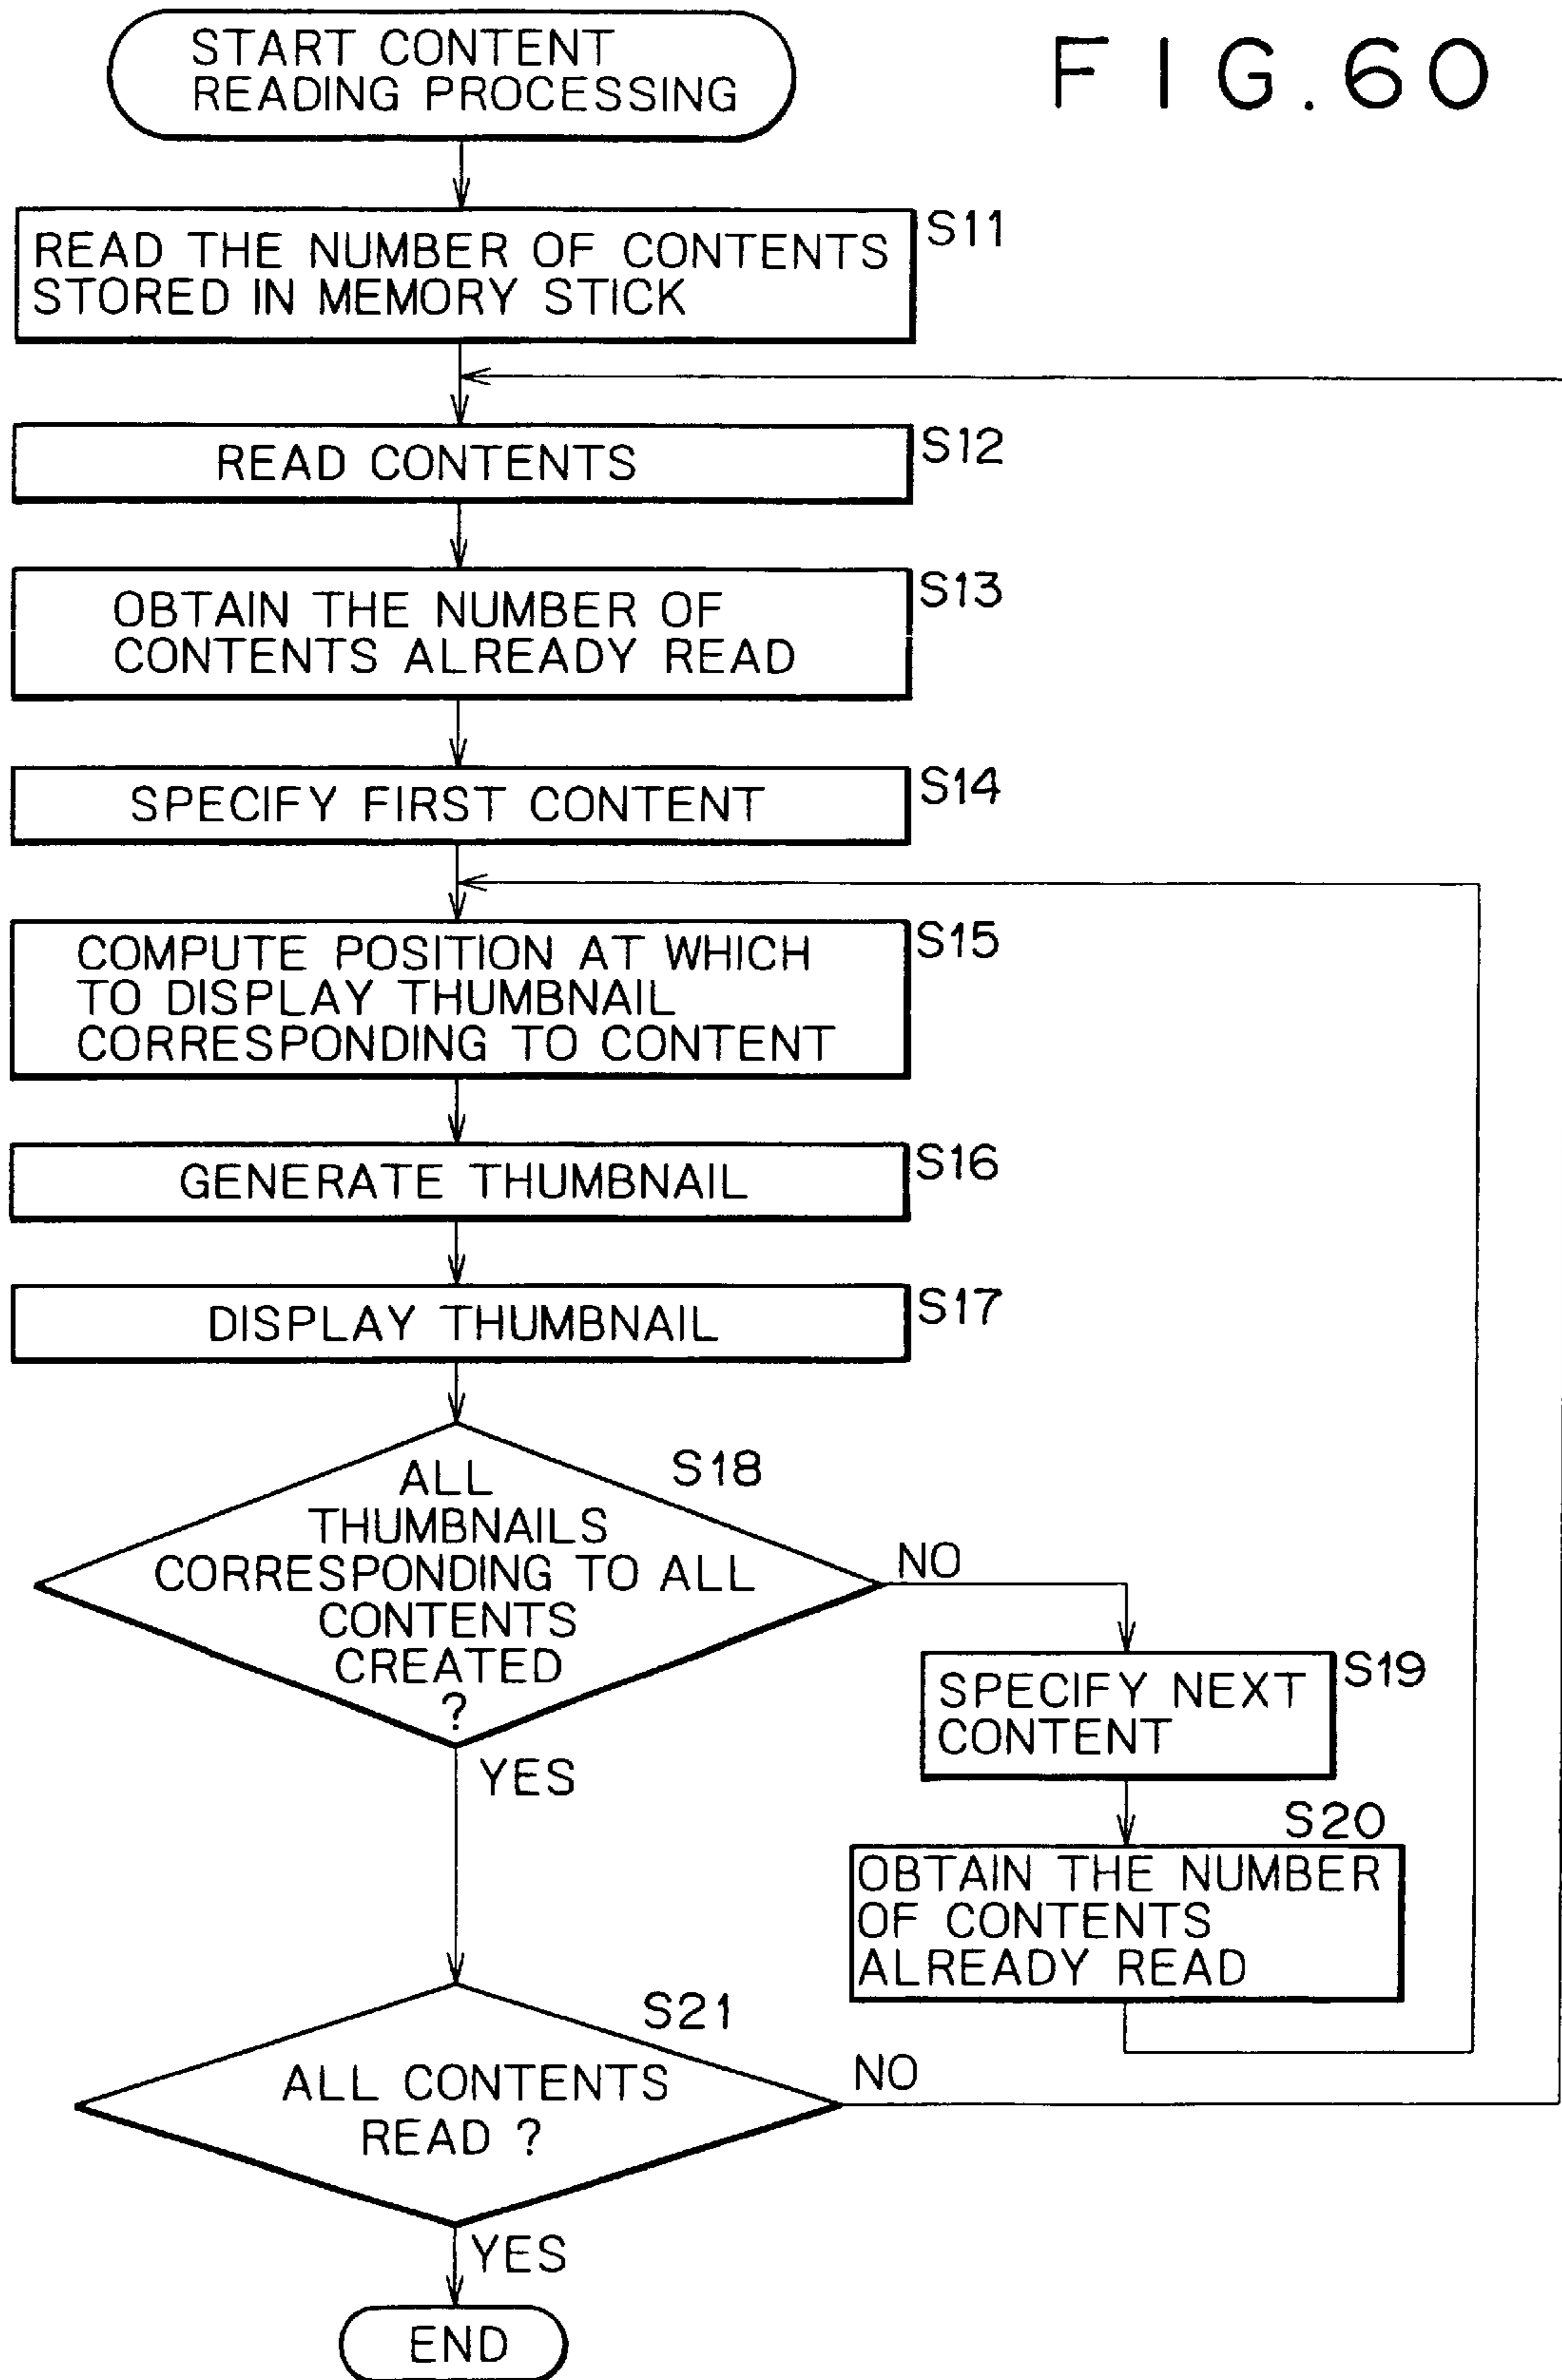 START CONTENT
READING PROCESSING
FIG.60
READ THE NUMBER OF CONTENTS
STORED IN MEMORY STICK
S11
READ CONTENTS
S12
OBTAIN THE NUMBER OF
CONTENTS ALREADY READ
S13
SPECIFY FIRST CONTENT
S14
COMPUTE POSITION AT WHICH
TO DISPLAY THUMBNAIL
CORRESPONDING TO CONTENT
S15
GENERATE THUMBNAIL
S16
DISPLAY THUMBNAIL
S17
ALL
THUMBNAILS
CORRESPONDING TO ALL
CONTENTS
CREATED
?
S18
NO
YES
SPECIFY NEXT
CONTENT
S19
S20
OBTAIN THE NUMBER
OF CONTENTS
ALREADY READ
S21
ALL CONTENTS
READ ?
NO
YES
END